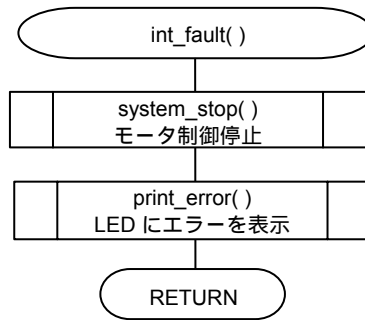 int_fault( )
system_stop( )
モータ制御停止
print_error( )
LED にエラーを表示
RETURN